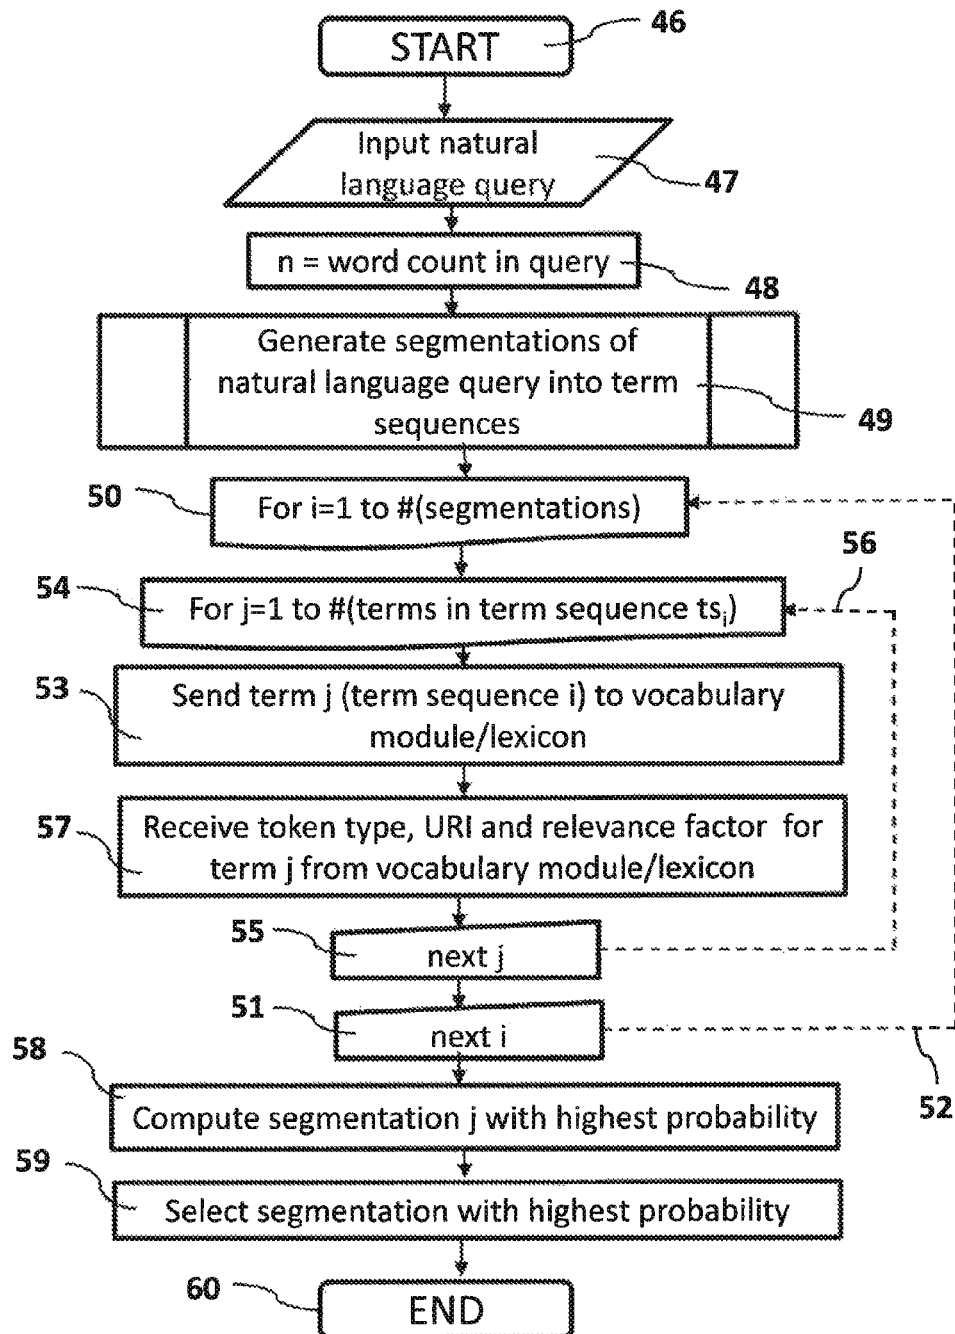 46
START
Input natural
language query
47
n = word count in query
48
Generate segmentations of
natural language query into term
sequences
49
50
For i=1 to #(segmentations)
56
54
For j=1 to #(terms in term sequence tsᵢ)
53
Send term j (term sequence i) to vocabulary
module/lexicon
57
Receive token type, URI and relevance factor for
term j from vocabulary module/lexicon
55
next j
51
next i
52
58
Compute segmentation j with highest probability
59
Select segmentation with highest probability
60
END